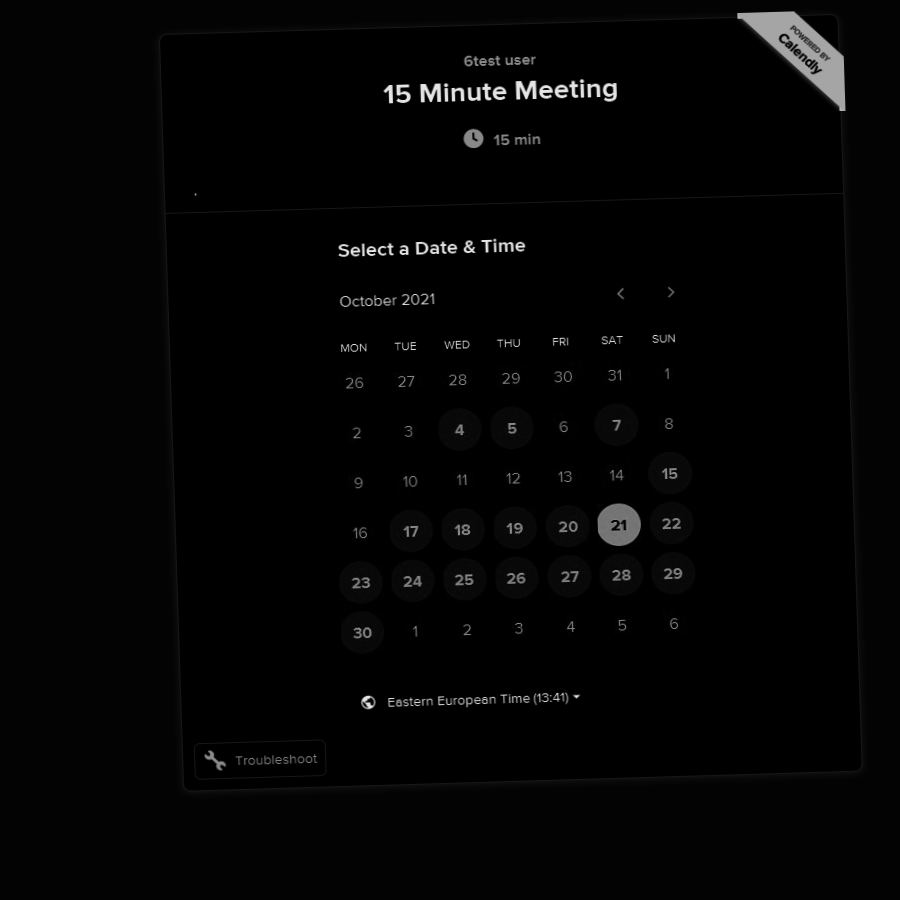 POWERED BY
Calendly
6test user
15 Minute Meeting
15 min
Select a Date & Time
October 2021
MON TUE WED THU FRI SAT SUN
26 27 28 29 30 31 1
2 3 4 5 6 7 8
9 10 11 12 13 14 15
16 17 18 19 20 21 22
23 24 25 26 27 28 29
30 1 2 3 4 5 6
Eastern European Time (13:41)
Troubleshoot